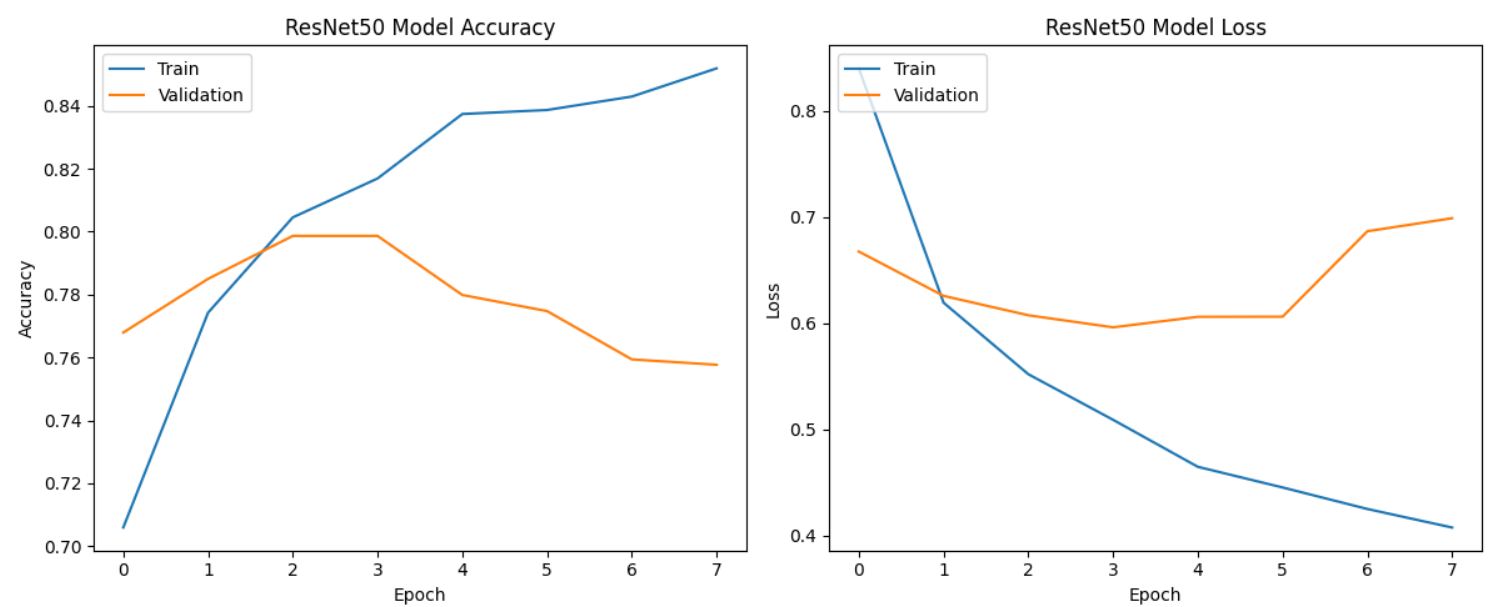 ResNet50 Model Accuracy
Train
Validation
0.84
0.82
0.80
0.78
0.76
0.74
0.72
0.70
Accuracy
0 1 2 3 4 5 6 7
Epoch
ResNet50 Model Loss
Train
Validation
0.8
0.7
0.6
0.5
0.4
Loss
0 1 2 3 4 5 6 7
Epoch